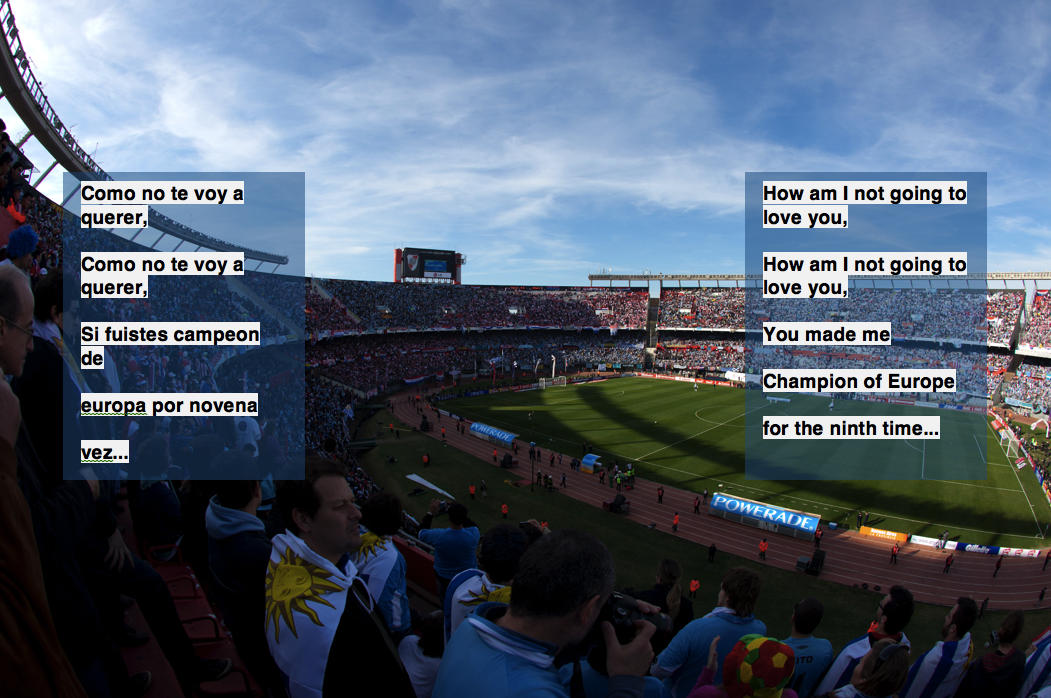 Como no te voy a
querer,
Como no te voy a
querer,
Si fuistes campeon
de
europa por novena
vez...
How am I not going to
love you,
How am I not going to
love you,
You made me
Champion of Europe
for the ninth time...
POWERADE
POWERADE
Gillette